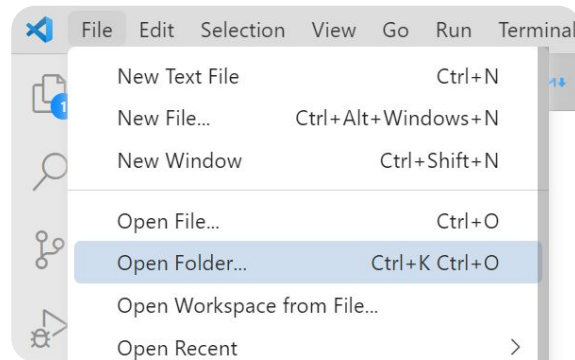 File Edit Selection View Go Run Terminal
New Text File Ctrl+N
1
New File... Ctrl+Alt+Windows+N
New Window Ctrl+Shift+N
Open File... Ctrl+O
Open Folder... Ctrl+K Ctrl+O
Open Workspace from File...
Open Recent